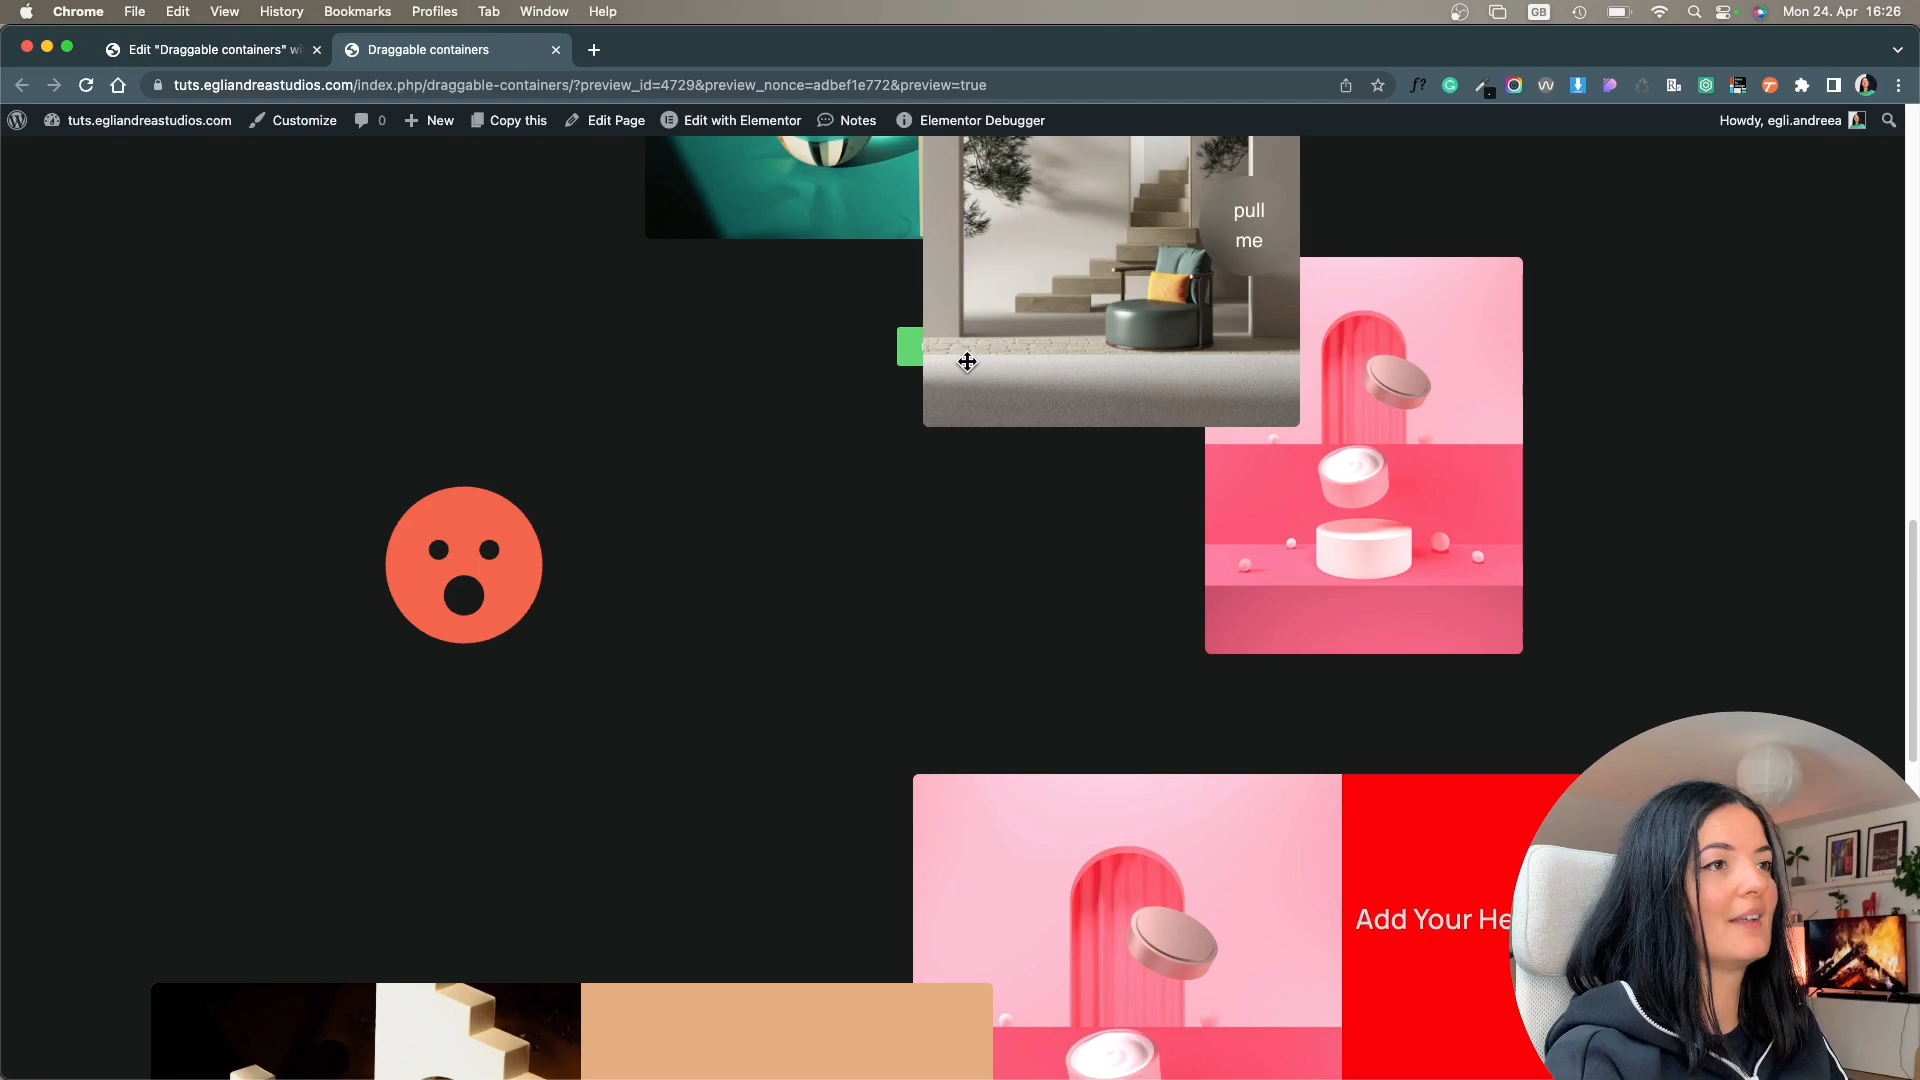 Chrome File Edit View History Bookmarks Profiles Tab Window Help
GB Mon 24. Apr 16:26
Edit "Draggable containers" wi
Draggable containers
tuts.egliandreastudios.com/index.php/draggable-containers/?preview_id=4729&preview_nonce=adbef1e772&preview=true
tuts.egliandreastudios.com Customize 0 New Copy this Edit Page Edit with Elementor Notes Elementor Debugger
Howdy, egli.andreea
pull
me
Add Your He